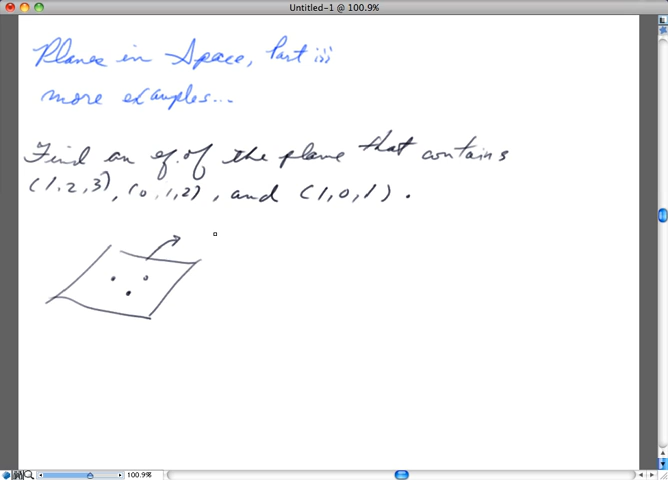 Untitled-1 @ 100.9%
Planes in Space, Part iii
more examples...
Find an eq. of the plane that contains
(1,2,3), (0,1,2), and (1,0,1).
100.9%